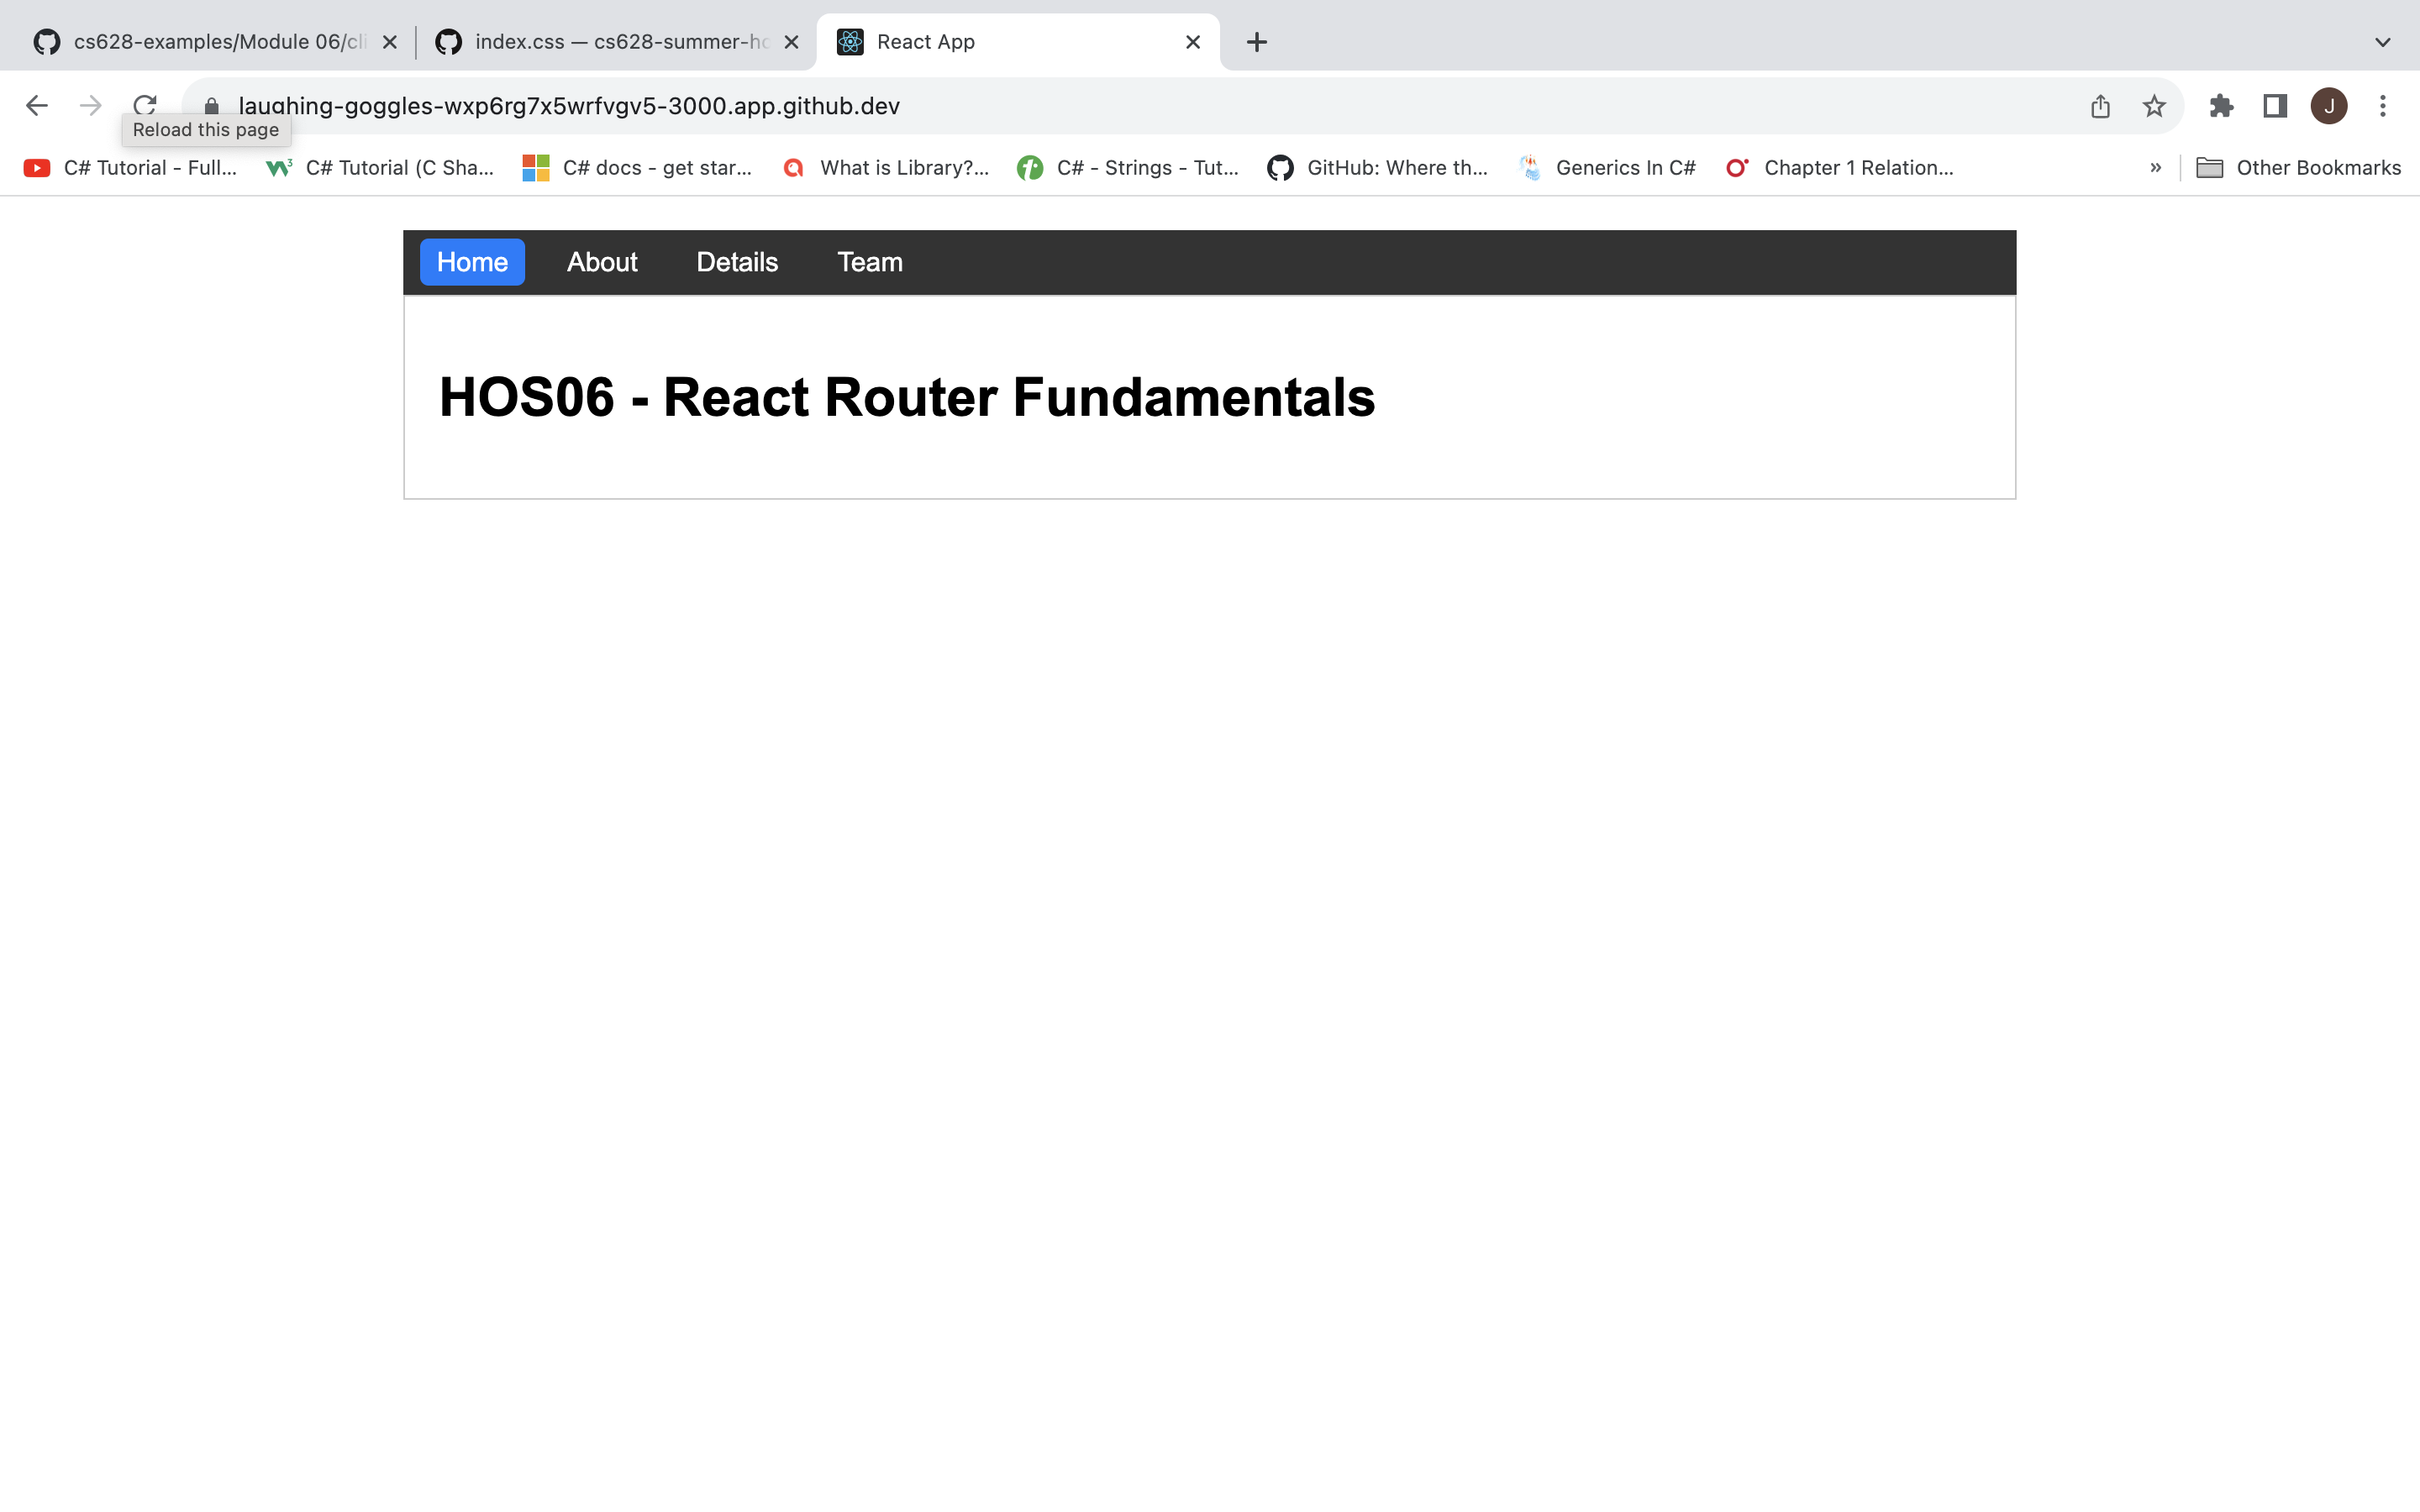 cs628-examples/Module 06/cli
index.css — cs628-summer-ho
React App
laughing-goggles-wxp6rg7x5wrfvgv5-3000.app.github.dev
J
Reload this page
C# Tutorial - Full...
C# Tutorial (C Sha...
C# docs - get star...
What is Library?...
C# - Strings - Tut...
GitHub: Where th...
Generics In C#
Chapter 1 Relation...
»
Other Bookmarks
Home About Details Team
HOS06 - React Router Fundamentals